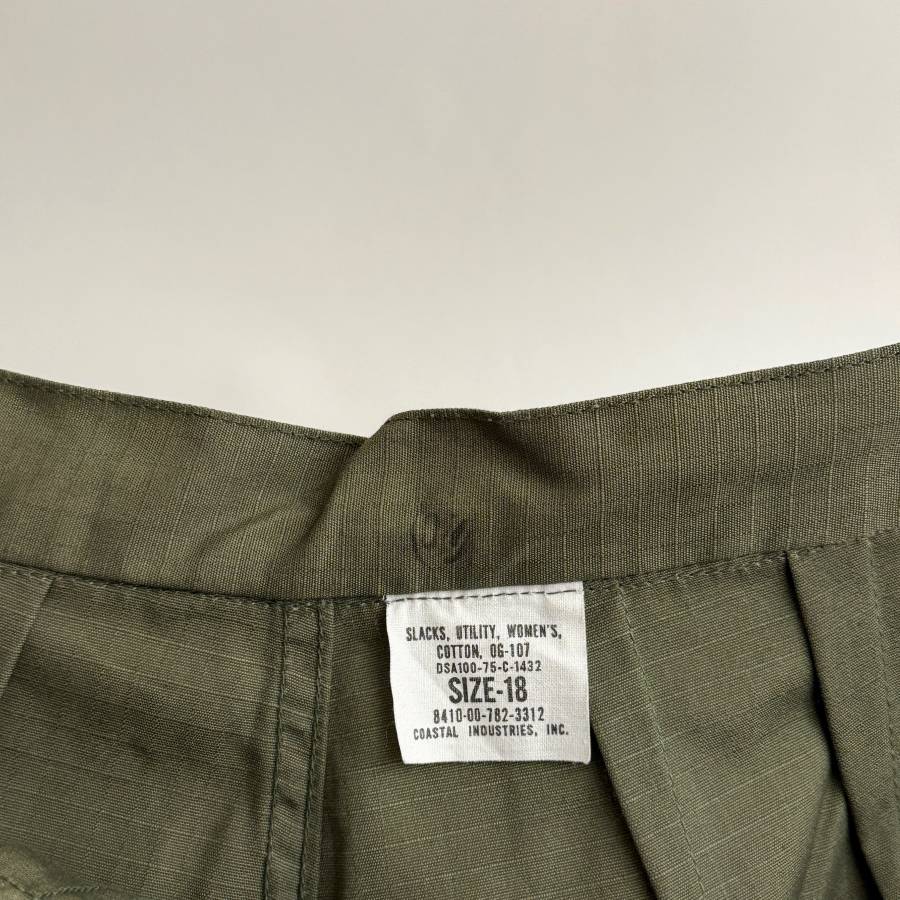 SLACKS, UTILITY, WOMEN'S,
COTTON, OG-107
DSA100-75-C-1432
SIZE-18
8410-00-782-3312
COASTAL INDUSTRIES, INC.